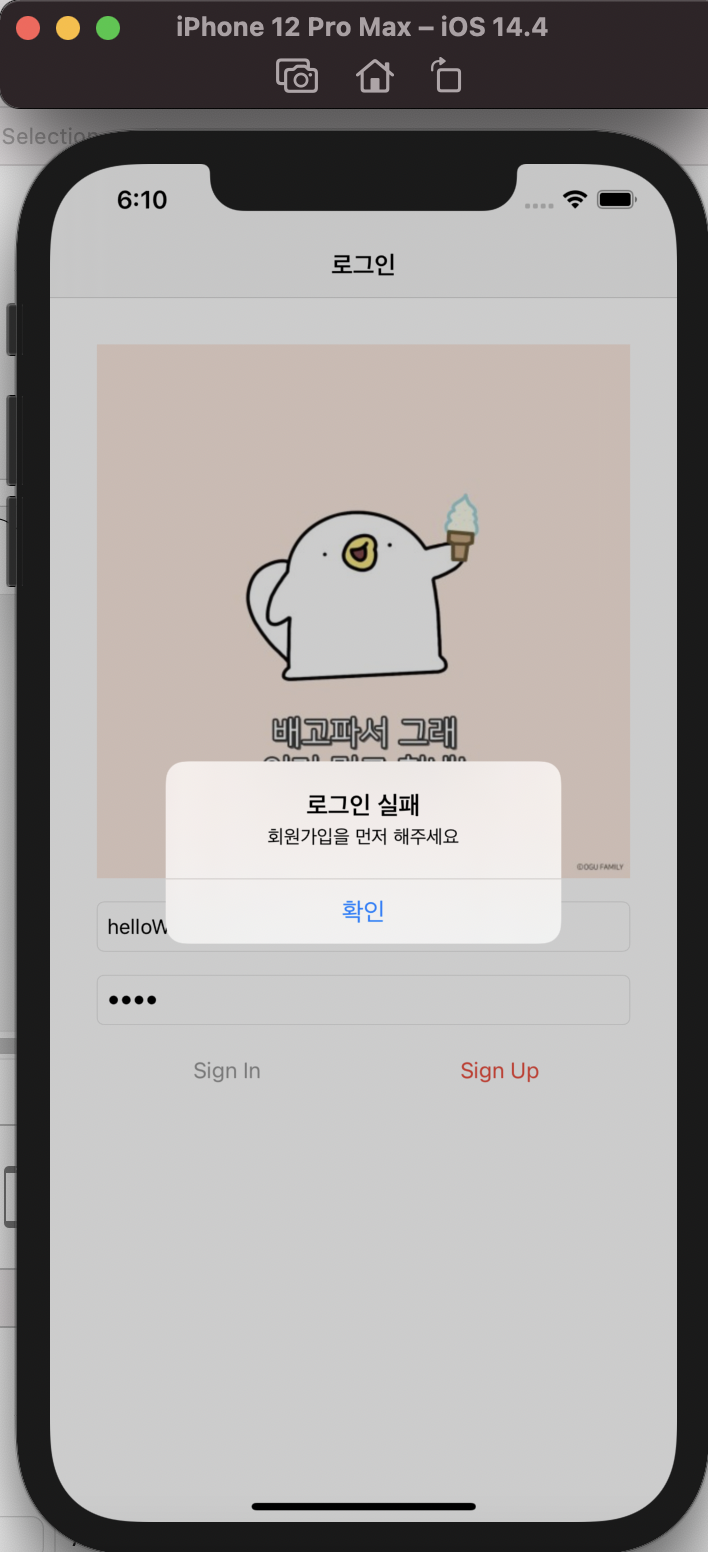 iPhone 12 Pro Max – iOS 14.4
Selection
6:10
로그인
배고파서 그래
로그인 실패
회원가입을 먼저 해주세요
©OGU FAMILY
확인
helloW
Sign In
Sign Up